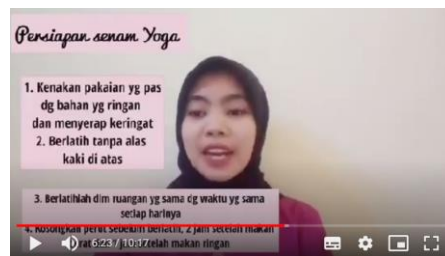 Persiapan senam Yoga
1. Kenakan pakaian yg pas
dg bahan yg ringan
dan menyerap keringat
2. Berlatih tanpa alas
kaki di atas
3. Berlatihlah dlm ruangan yg sama dg waktu yg sama
setiap harinya
4. Kosongkan perut sebelum berlatih, 2 jam setelah makan
setelah makan ringan
6:23 / 10:17